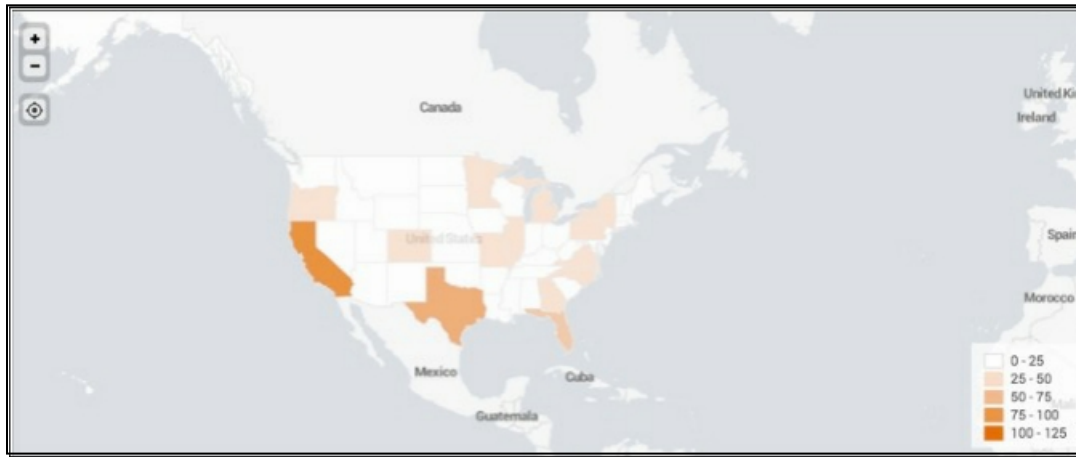 +
−
Canada
United Ki
Ireland
United States
Spain
Morocco
Mexico
Cuba
Guatemala
0 - 25
25 - 50
50 - 75
75 - 100
100 - 125